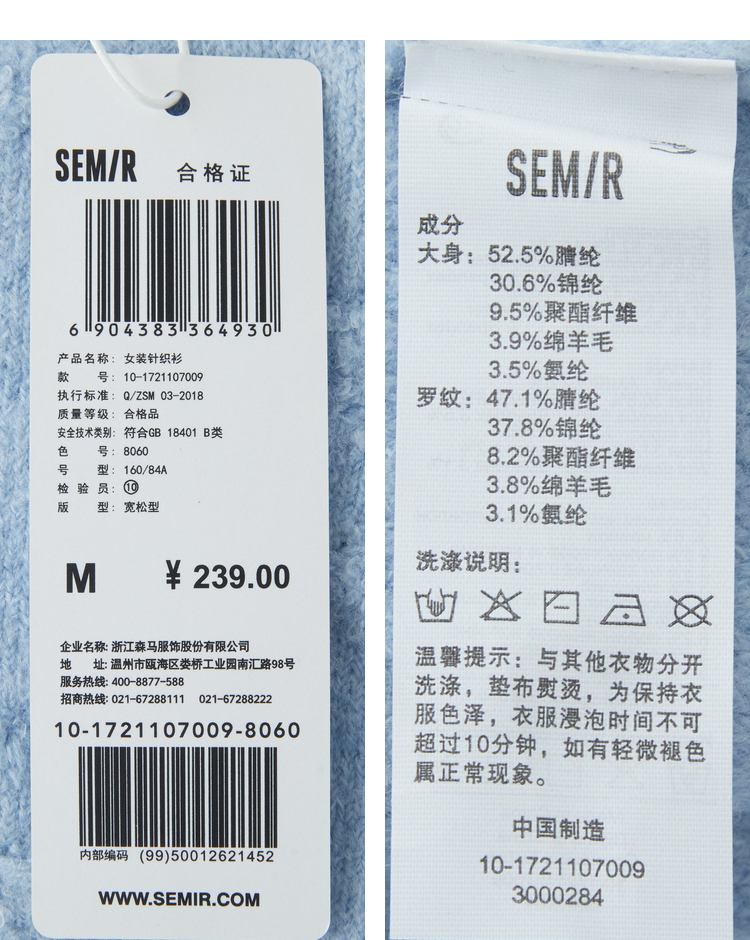 SEMIR 合格证
6 904383 364930
产品名称: 女装针织衫
款号: 10-1721107009
执行标准: Q/ZSM 03-2018
质量等级: 合格品
安全技术类别: 符合GB 18401 B类
色号: 8060
号型: 160/84A
检验员: ⑩
版型: 宽松型
M ¥ 239.00
企业名称: 浙江森马服饰股份有限公司
地址: 温州市瓯海区娄桥工业园南汇路98号
服务热线: 400-8877-588
招商热线: 021-67288111 021-67288222
10-1721107009-8060
内部编码 (99)50012621452
WWW.SEMIR.COM
SEMIR
成分
大身: 52.5%腈纶
30.6%锦纶
9.5%聚酯纤维
3.9%绵羊毛
3.5%氨纶
罗纹: 47.1%腈纶
37.8%锦纶
8.2%聚酯纤维
3.8%绵羊毛
3.1%氨纶
洗涤说明:
温馨提示: 与其他衣物分开
洗涤，垫布熨烫，为保持衣
服色泽，衣服浸泡时间不可
超过10分钟，如有轻微褪色
属正常现象。
中国制造
10-1721107009
3000284